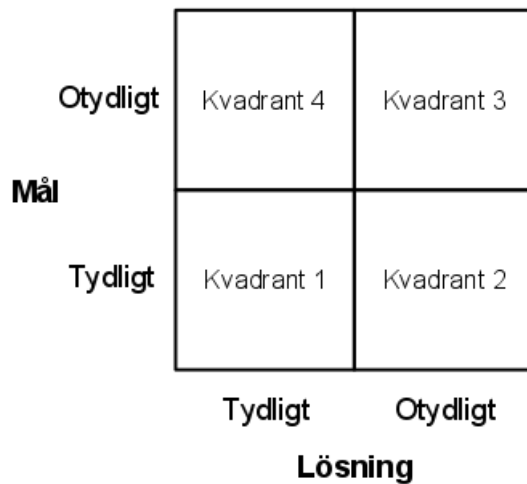 Otydligt
Kvadrant 4
Kvadrant 3
Mål
Tydligt
Kvadrant 1
Kvadrant 2
Tydligt
Otydligt
Lösning